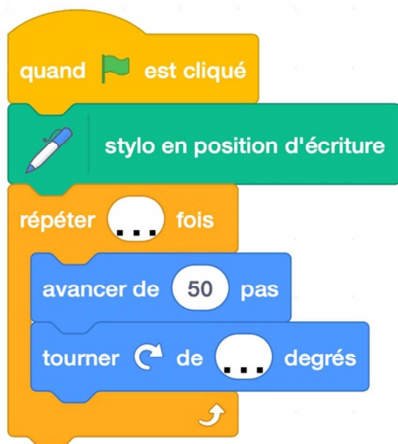 quand est cliqué
stylo en position d'écriture
répéter ... fois
avancer de 50 pas
tourner de ... degrés